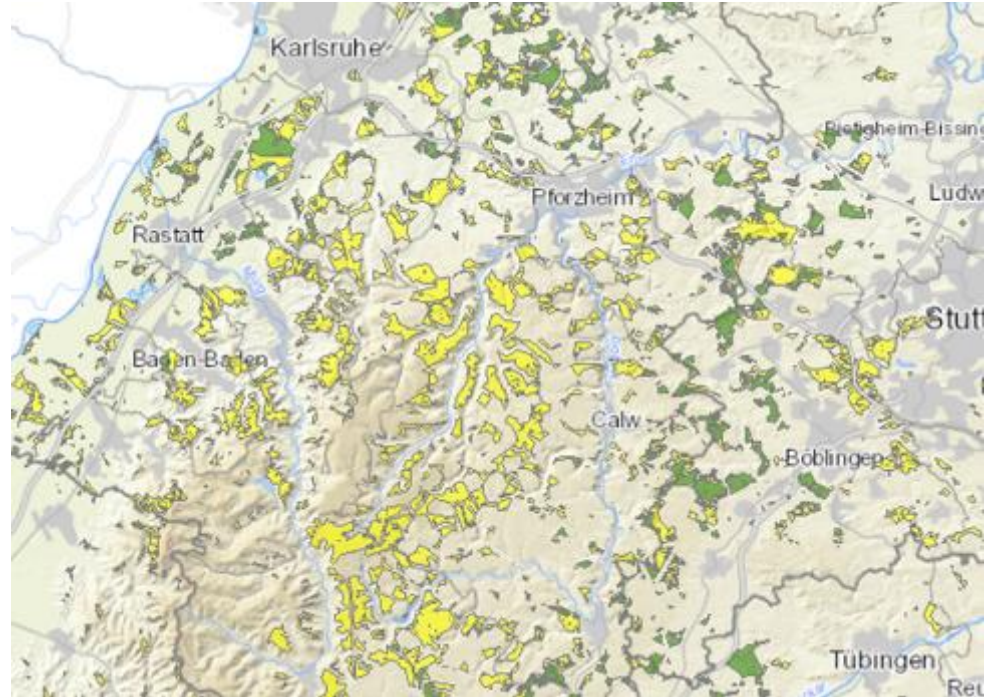 Karlsruhe
Bietigheim-Bissing
Pforzheim
Ludw
Rastatt
Stutt
Baden-Baden
Calw
Böblingen
Tübingen
Reu